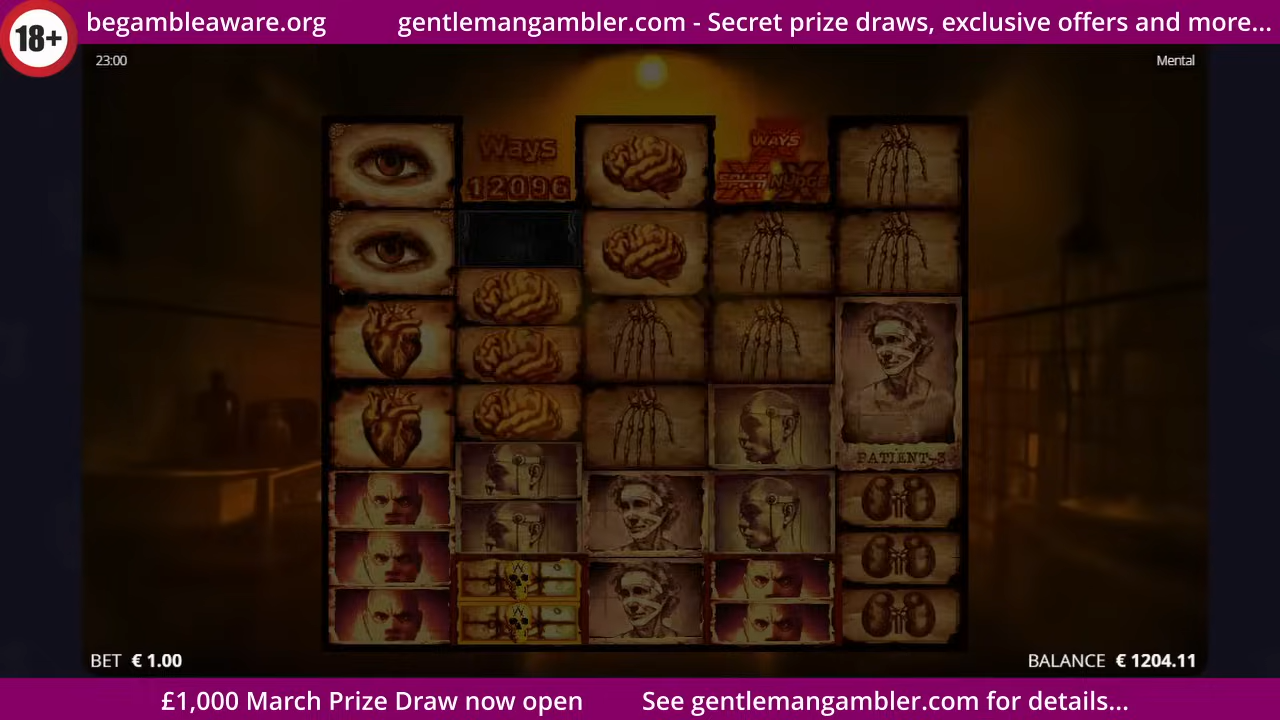 18+
begambleaware.org
gentlemangambler.com - Secret prize draws, exclusive offers and more...
23:00
Mental
Ways
12096
WAYS
SPLIT
NUDGE
PATIENT-3
BET € 1.00
BALANCE € 1204.11
£1,000 March Prize Draw now open
See gentlemangambler.com for details...